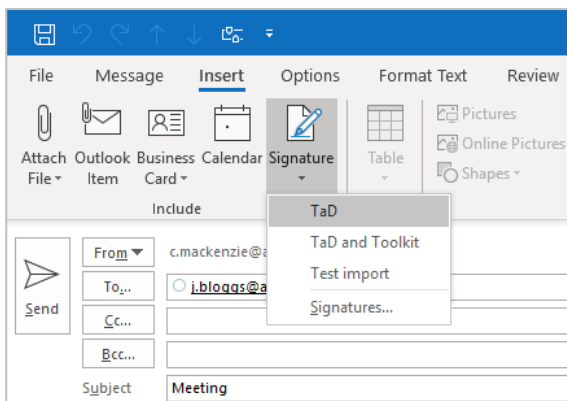 File Message Insert Options Format Text Review
Attach File Outlook Item Business Card Calendar Signature Table Pictures
Online Pictures
Shapes
Include
TaD
TaD and Toolkit
Test import
Signatures...
From c.mackenzie@a
To... j.bloggs@a
Send
Cc...
Bcc...
Subject Meeting